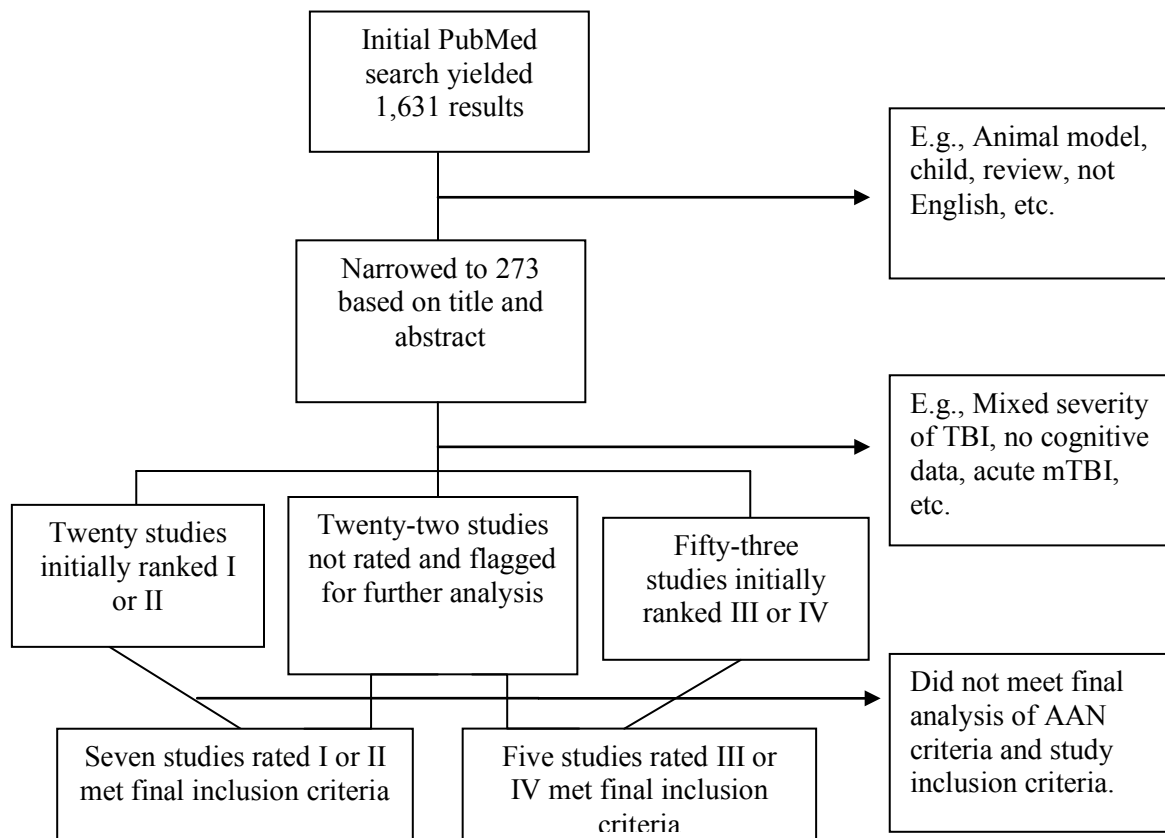 Initial PubMed
search yielded
1,631 results
E.g., Animal model,
child, review, not
English, etc.
Narrowed to 273
based on title and
abstract
E.g., Mixed severity
of TBI, no cognitive
data, acute mTBI,
etc.
Twenty studies
initially ranked I
or II
Twenty-two studies
not rated and flagged
for further analysis
Fifty-three
studies initially
ranked III or IV
Did not meet final
analysis of AAN
criteria and study
inclusion criteria.
Seven studies rated I or II
met final inclusion criteria
Five studies rated III or
IV met final inclusion
criteria